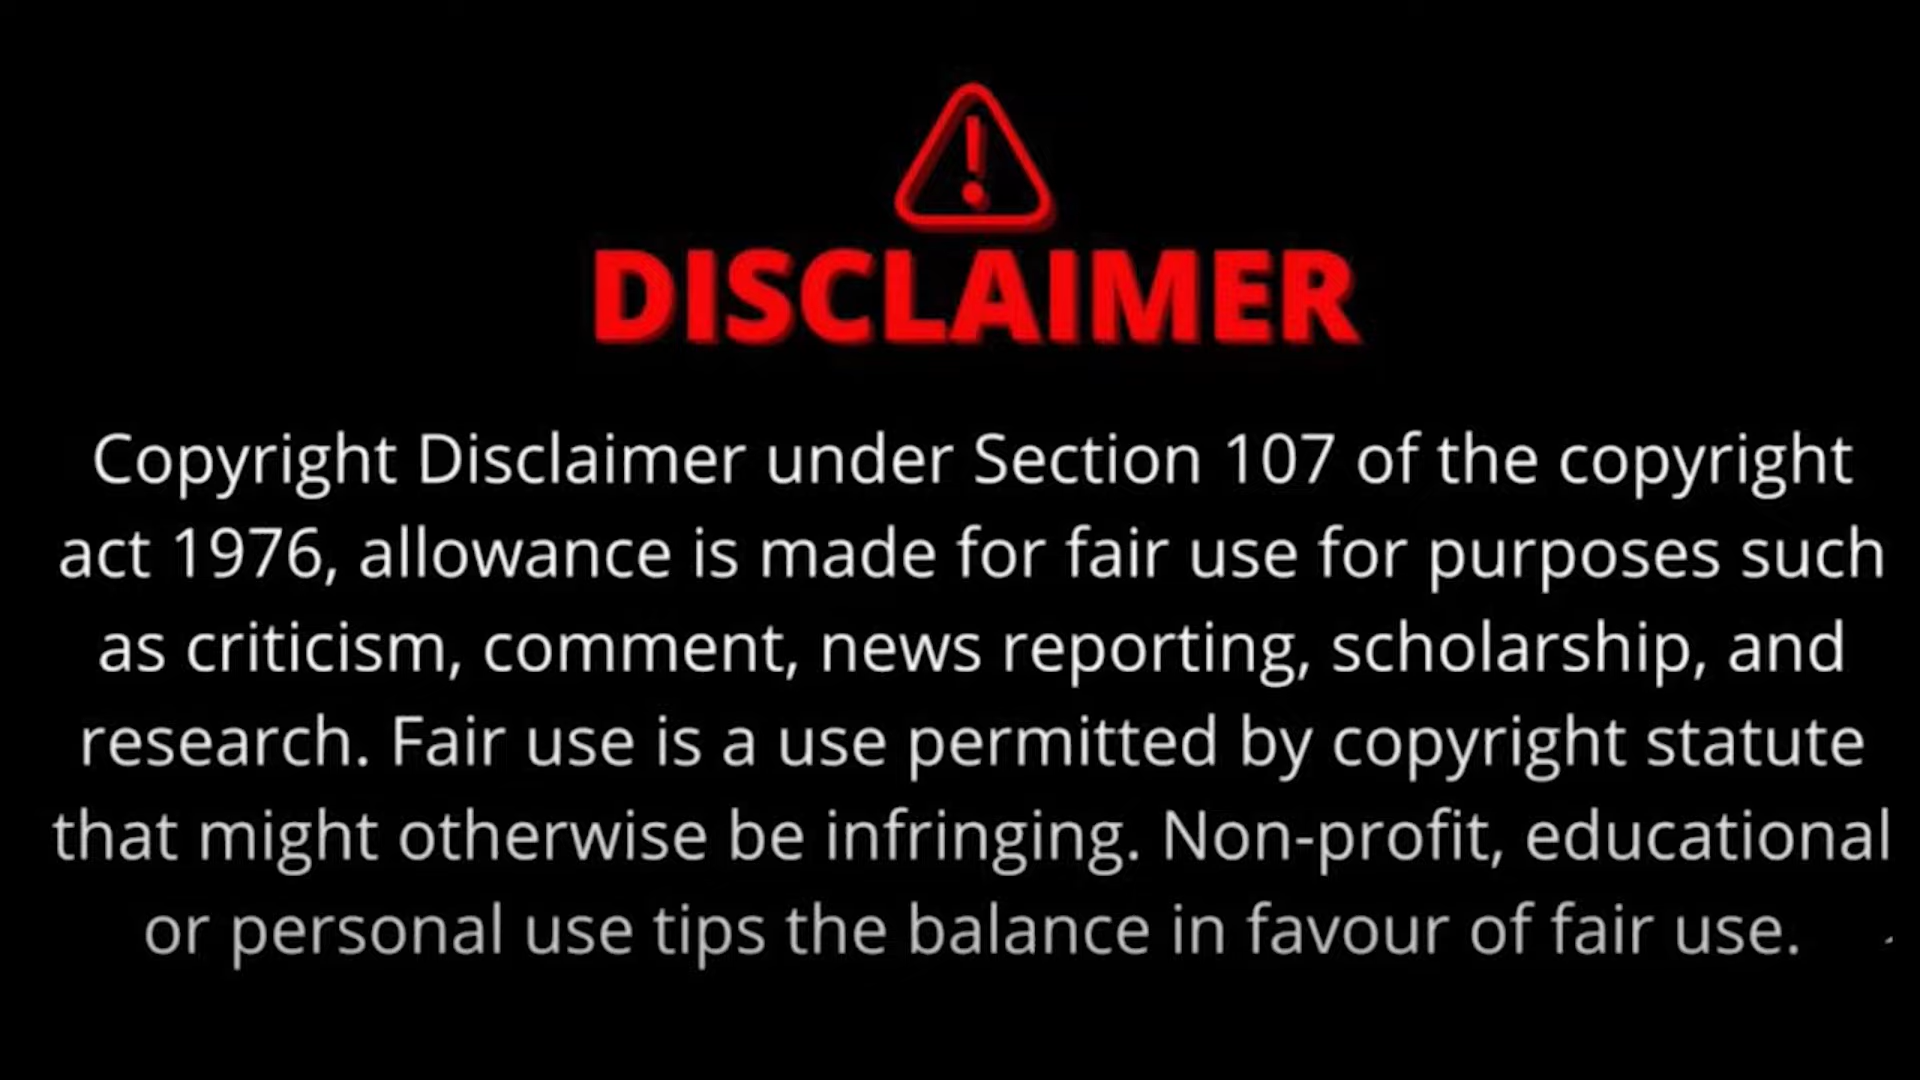 DISCLAIMER
Copyright Disclaimer under Section 107 of the copyright
act 1976, allowance is made for fair use for purposes such
as criticism, comment, news reporting, scholarship, and
research. Fair use is a use permitted by copyright statute
that might otherwise be infringing. Non-profit, educational
or personal use tips the balance in favour of fair use.